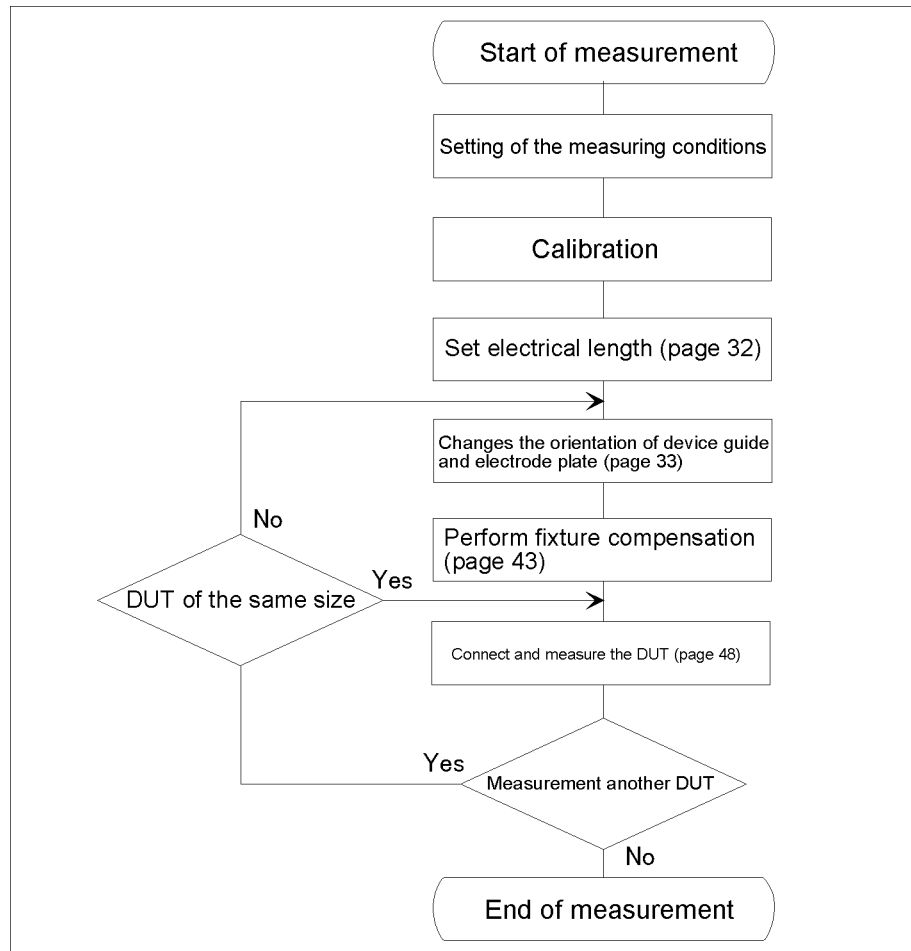 Start of measurement
Setting of the measuring conditions
Calibration
Set electrical length (page 32)
Changes the orientation of device guide
and electrode plate (page 33)
No
Perform fixture compensation
(page 43)
Yes
DUT of the same size
Connect and measure the DUT (page 48)
Yes
Measurement another DUT
No
End of measurement